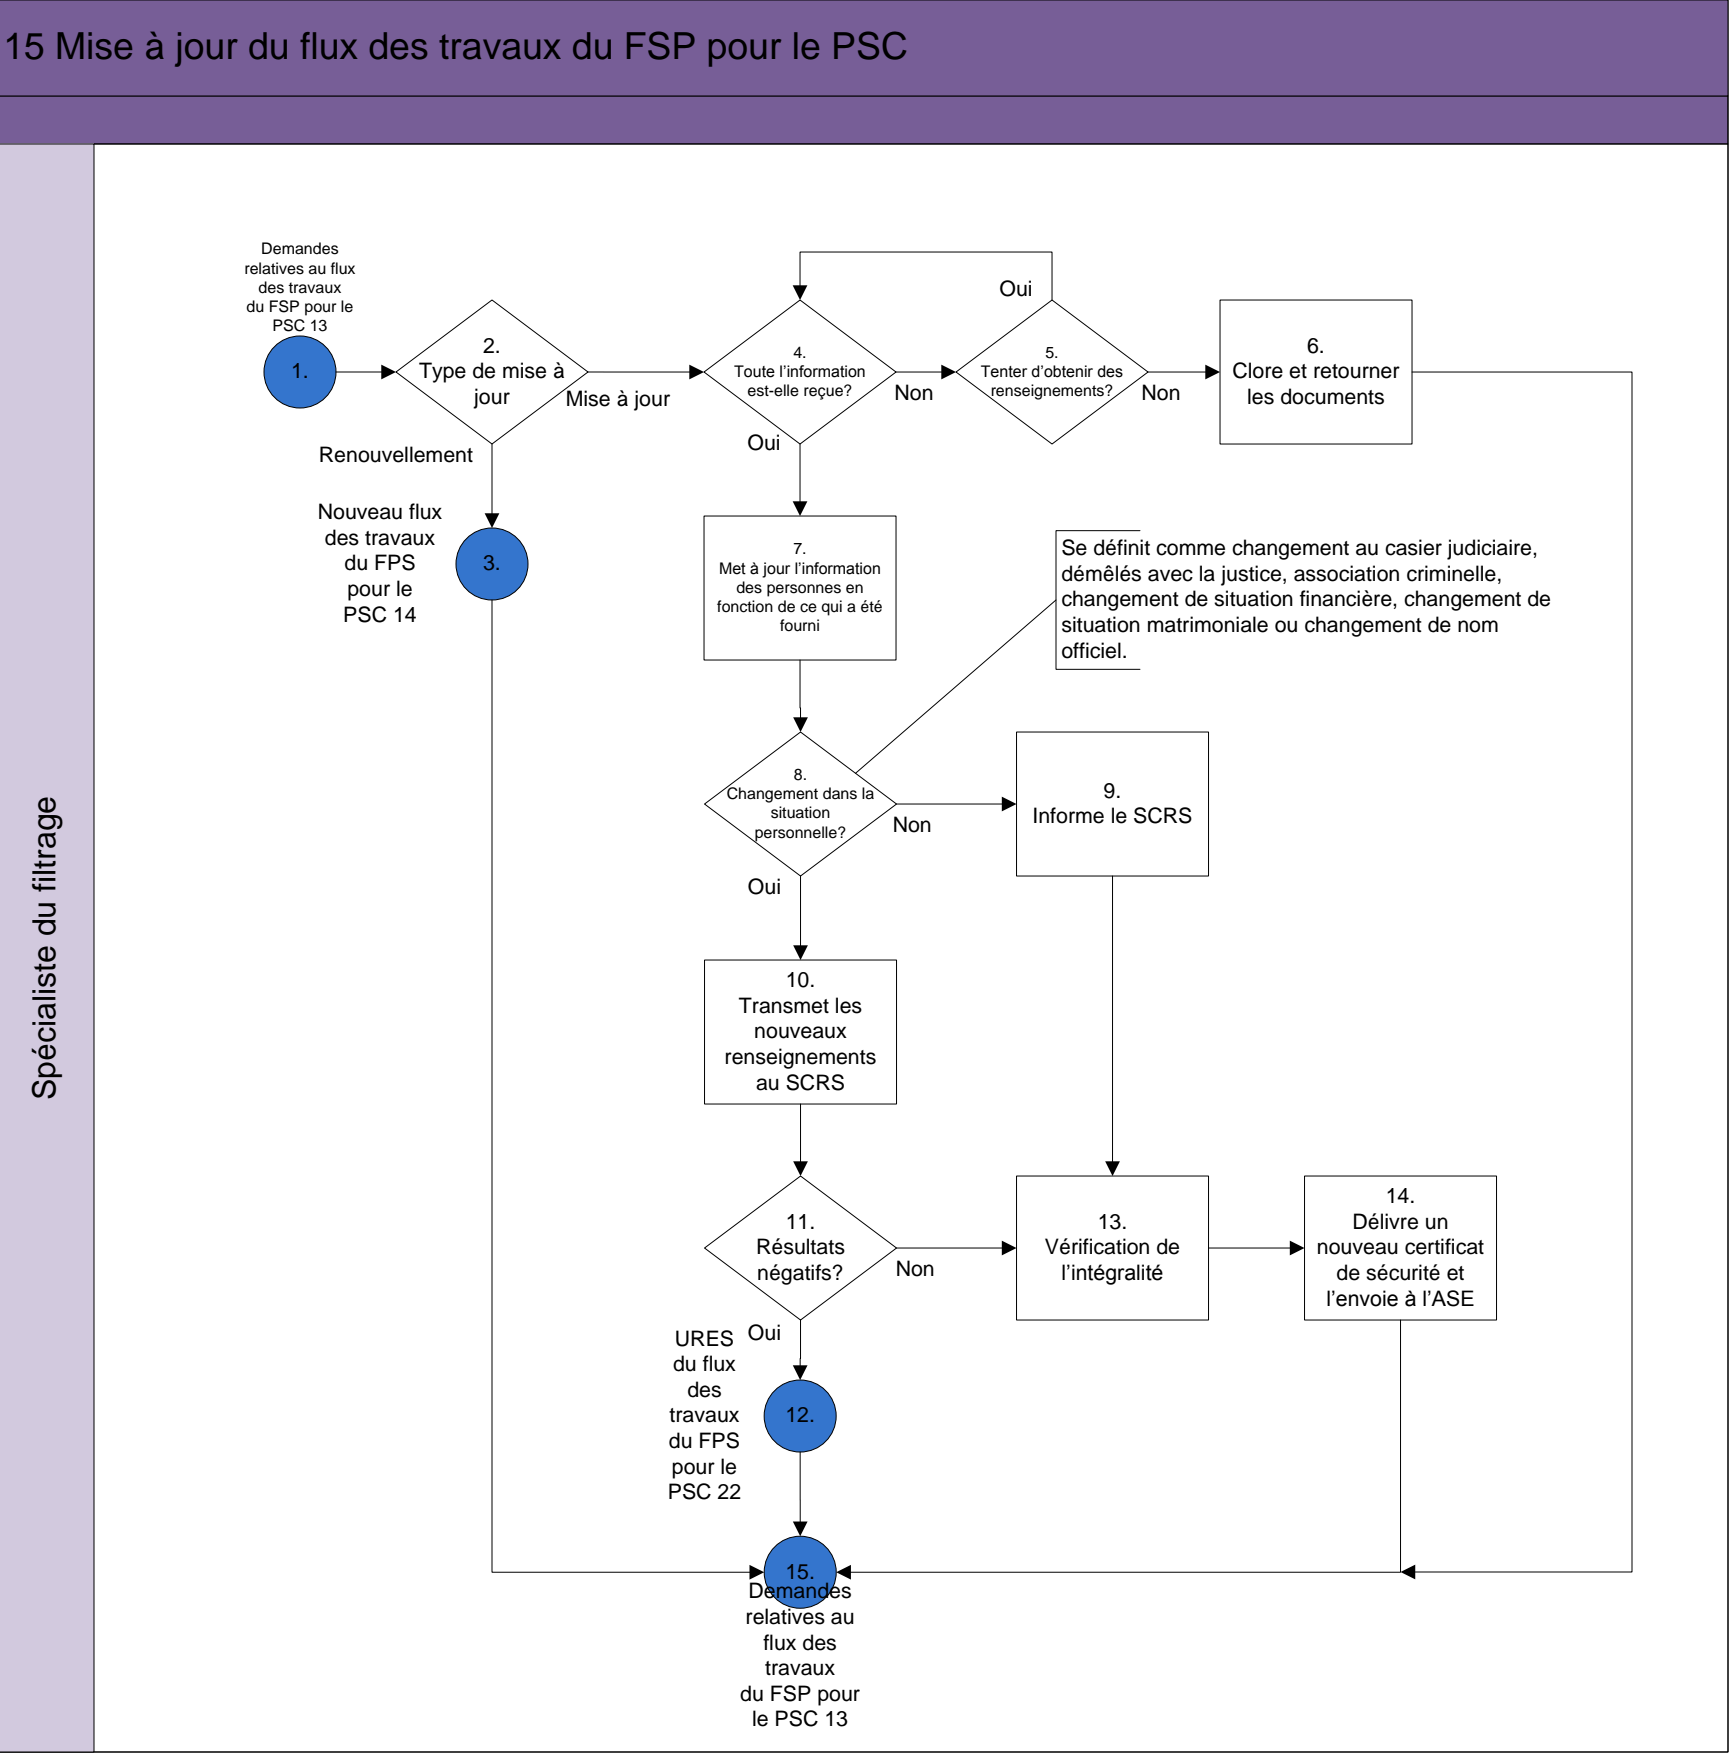 15 Mise à jour du flux des travaux du FSP pour le PSC
Spécialiste du filtrage
Demandes
relatives au flux
des travaux
du FSP pour le
PSC 13
1.
2.
Type de mise à
jour
Mise à jour
Renouvellement
Nouveau flux
des travaux
du FPS
pour le
PSC 14
3.
4.
Toute l’information
est-elle reçue?
Non
Oui
5.
Tenter d’obtenir des
renseignements?
Oui
Non
6.
Clore et retourner
les documents
7.
Met à jour l’information
des personnes en
fonction de ce qui a été
fourni
Se définit comme changement au casier judiciaire,
démêlés avec la justice, association criminelle,
changement de situation financière, changement de
situation matrimoniale ou changement de nom
officiel.
8.
Changement dans la
situation
personnelle?
Non
Oui
9.
Informe le SCRS
10.
Transmet les
nouveaux
renseignements
au SCRS
11.
Résultats
négatifs?
Non
Oui
13.
Vérification de
l’intégralité
14.
Délivre un
nouveau certificat
de sécurité et
l’envoie à l’ASE
URES
du flux
des
travaux
du FPS
pour le
PSC 22
12.
15.
Demandes
relatives au
flux des
travaux
du FSP pour
le PSC 13